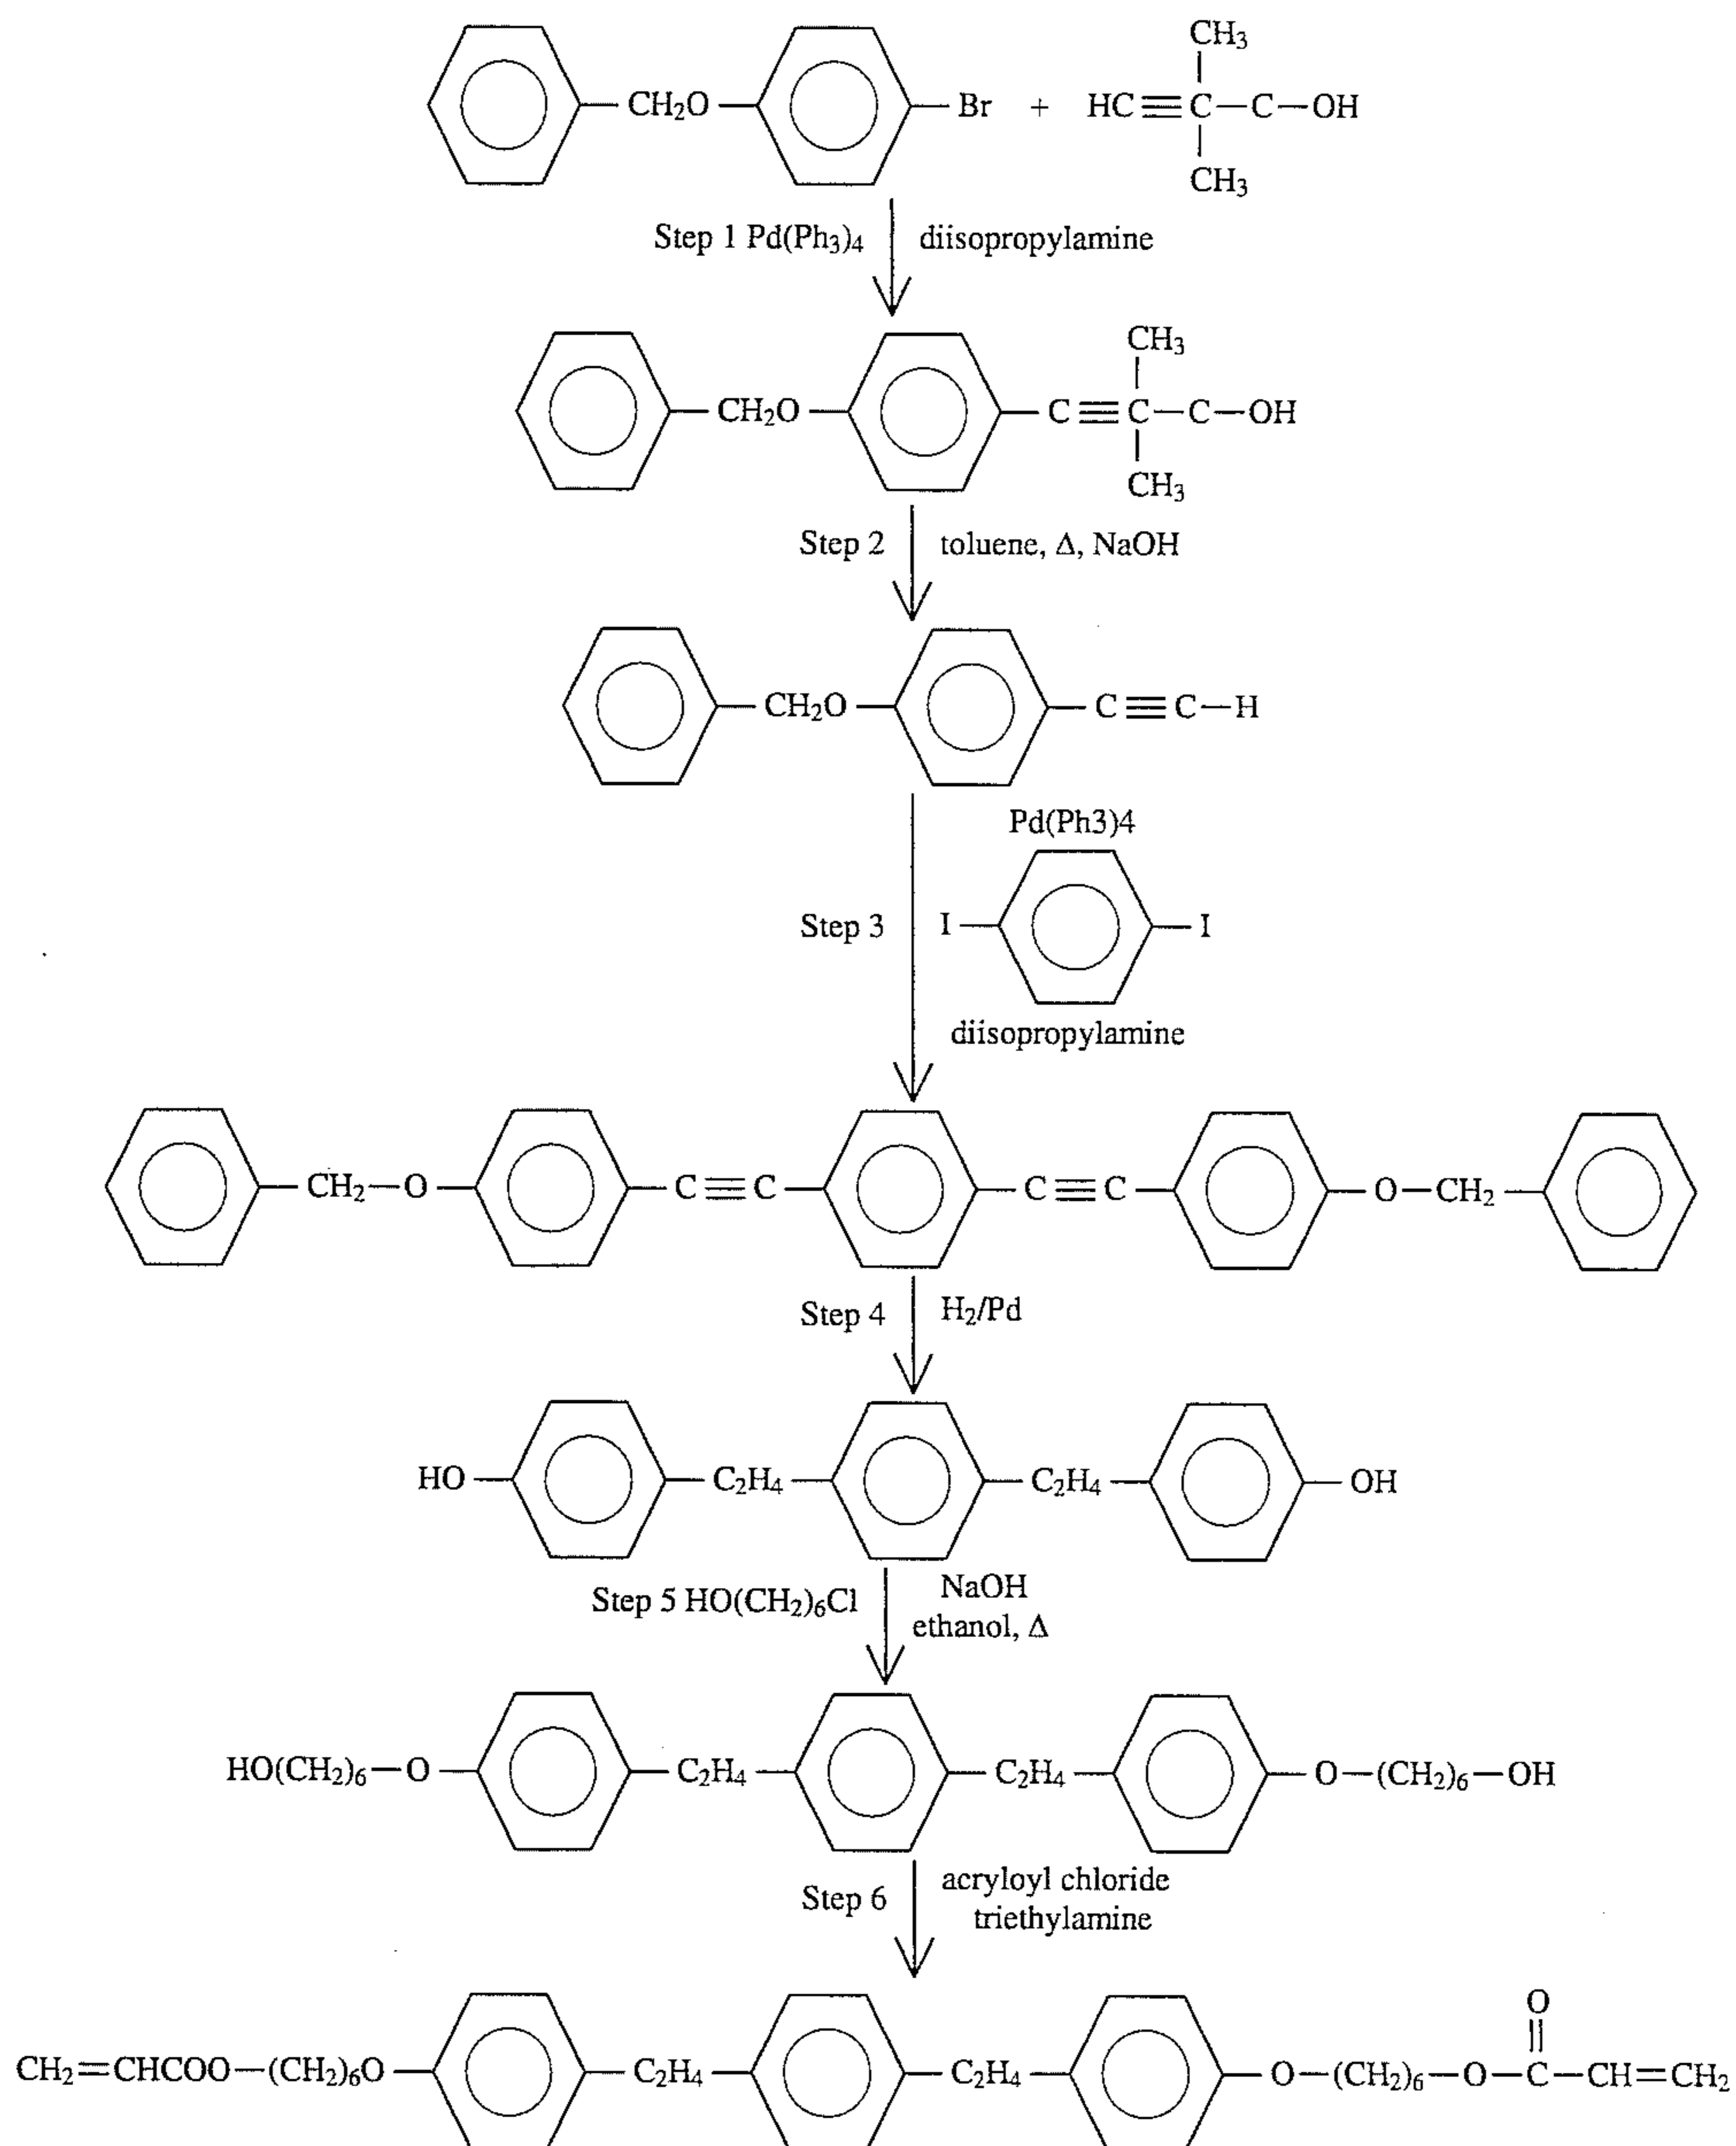 CH₃
CH₂O Br + HC≡C—C—OH
CH₃
Step 1 Pd(Ph₃)₄ diisopropylamine
CH₃
CH₂O C≡C—C—OH
CH₃
Step 2 toluene, Δ, NaOH
CH₂O C≡C—H
Pd(Ph3)4
Step 3 I I
diisopropylamine
CH₂—O C≡C C≡C O—CH₂
Step 4 H₂/Pd
HO C₂H₄ C₂H₄ OH
Step 5 HO(CH₂)₆Cl NaOH
ethanol, Δ
HO(CH₂)₆—O C₂H₄ C₂H₄ O—(CH₂)₆—OH
Step 6 acryloyl chloride
triethylamine
O
CH₂=CHCOO—(CH₂)₆O C₂H₄ C₂H₄ O—(CH₂)₆—O—C—CH=CH₂